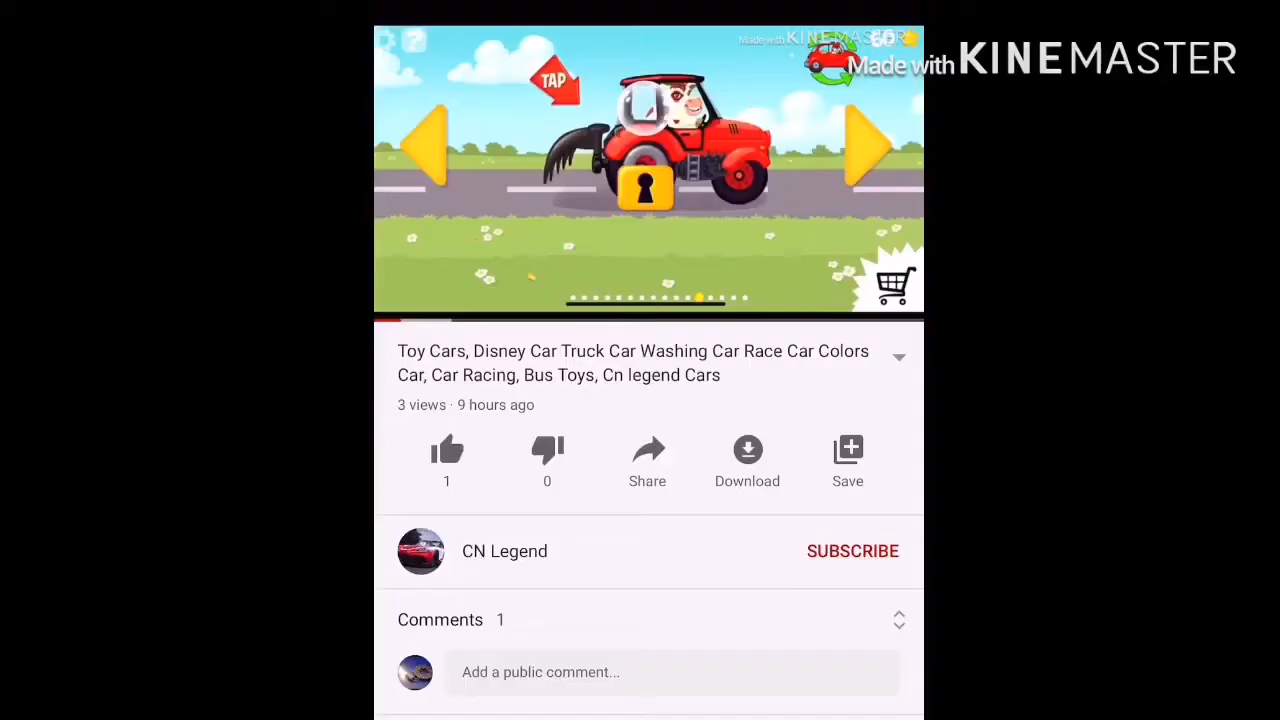 Made with KINEMASTER
Made with KINEMASTER
?
TAP
Toy Cars, Disney Car Truck Car Washing Car Race Car Colors
Car, Car Racing, Bus Toys, Cn legend Cars
3 views · 9 hours ago
1
0
Share
Download
Save
CN Legend
SUBSCRIBE
Comments 1
Add a public comment...